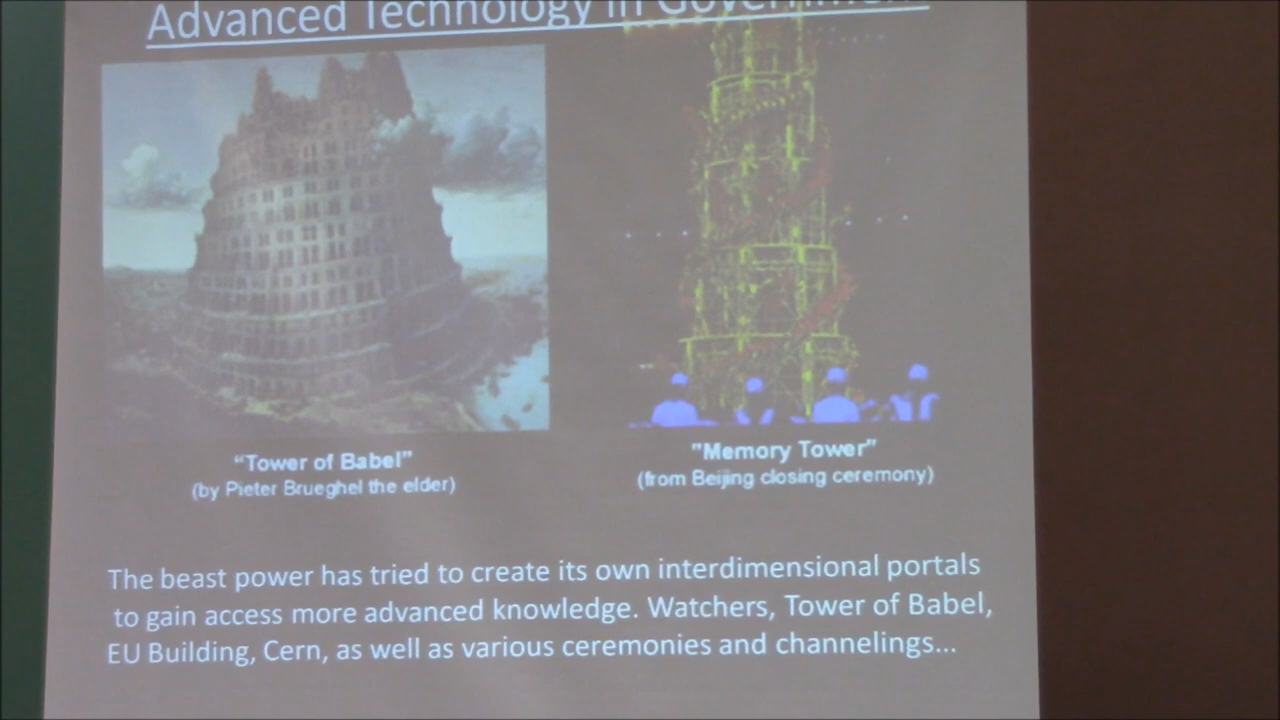 Advanced Technology in Government
“Tower of Babel”
(by Pieter Brueghel the elder)
"Memory Tower"
(from Beijing closing ceremony)
The beast power has tried to create its own interdimensional portals
to gain access more advanced knowledge. Watchers, Tower of Babel,
EU Building, Cern, as well as various ceremonies and channelings...